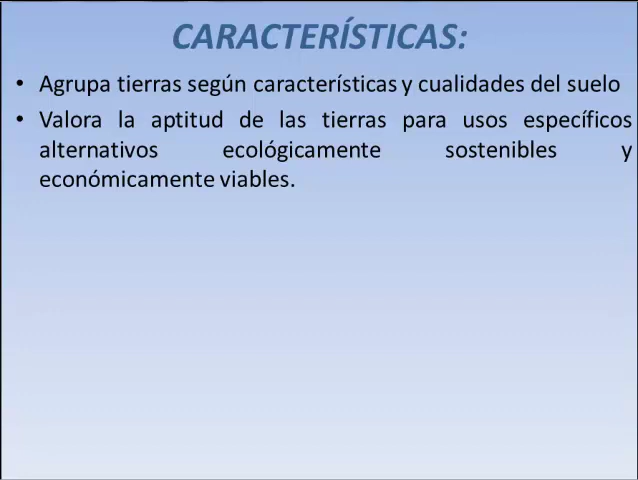 CARACTERÍSTICAS:
• Agrupa tierras según características y cualidades del suelo
• Valora la aptitud de las tierras para usos específicos
alternativos ecológicamente sostenibles y
económicamente viables.